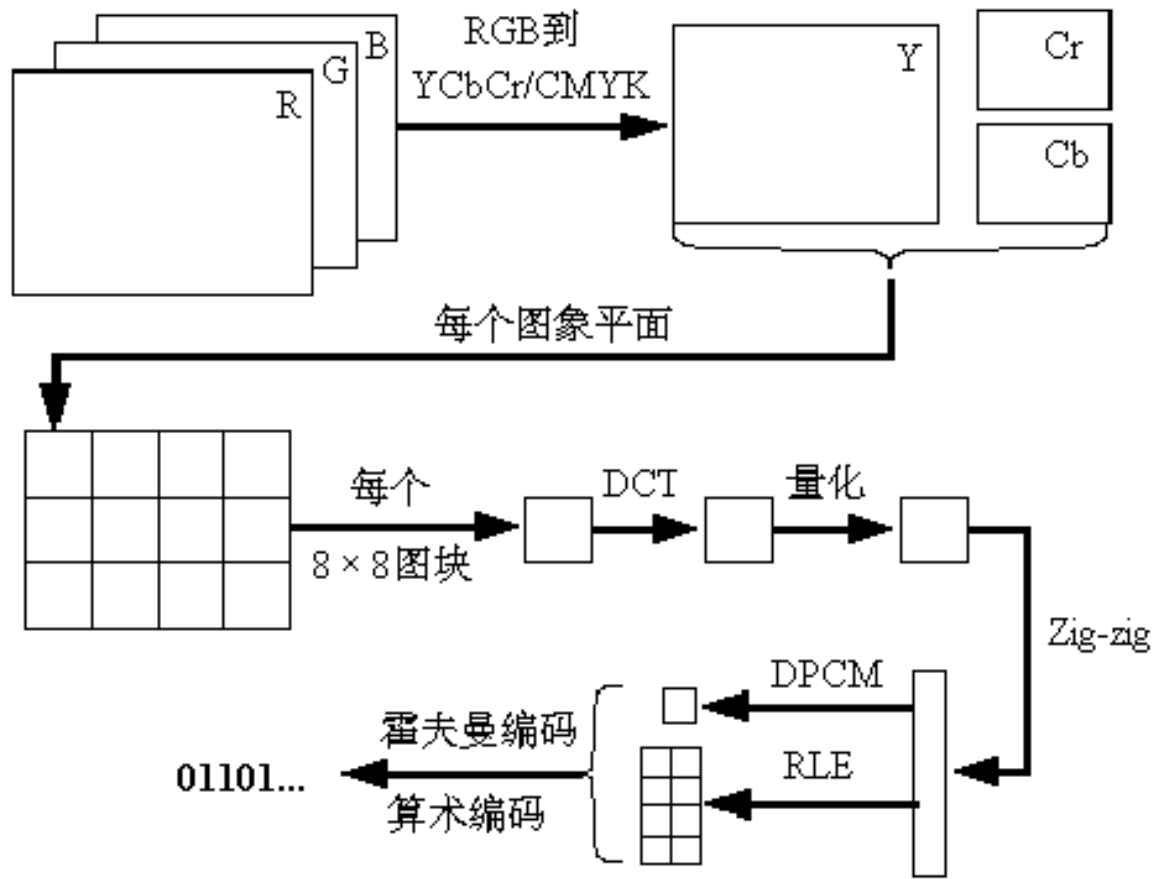 B
G
R
RGB到
YCbCr/CMYK
Y
Cr
Cb
每个图象平面
每个
8×8图块
DCT
量化
Zig-zig
DPCM
RLE
霍夫曼编码
算术编码
01101...